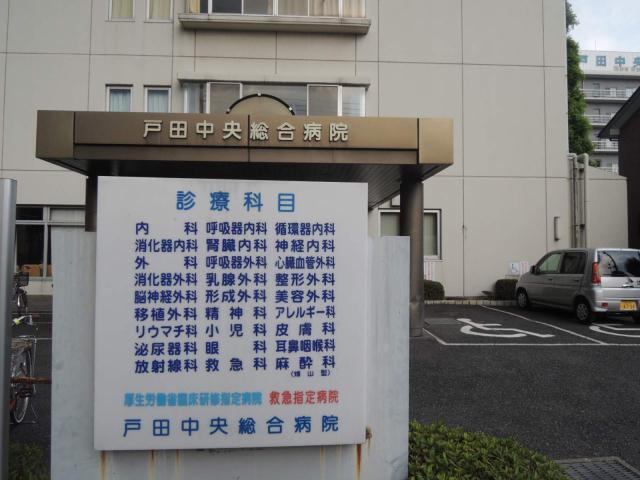 戸田中央
戸田中央総合病院
診療科目
内科 呼吸器内科 循環器内科
消化器内科 腎臓内科 神経内科
外科 呼吸器外科 心臓血管外科
消化器外科 乳腺外科 整形外科
脳神経外科 形成外科 美容外科
移植外科 精神科 アレルギー科
リウマチ科 小児科 皮膚科
泌尿器科 眼科 耳鼻咽喉科
放射線科 救急科 麻酔科
厚生労働省臨床研修指定病院 救急指定病院
戸田中央総合病院